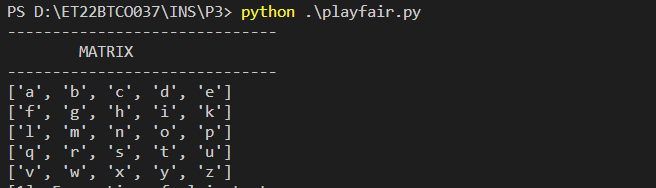 PS D:\ET22BTCO037\INS\P3> python .\playfair.py
------------------------------
MATRIX
------------------------------
['a', 'b', 'c', 'd', 'e']
['f', 'g', 'h', 'i', 'k']
['l', 'm', 'n', 'o', 'p']
['q', 'r', 's', 't', 'u']
['v', 'w', 'x', 'y', 'z']